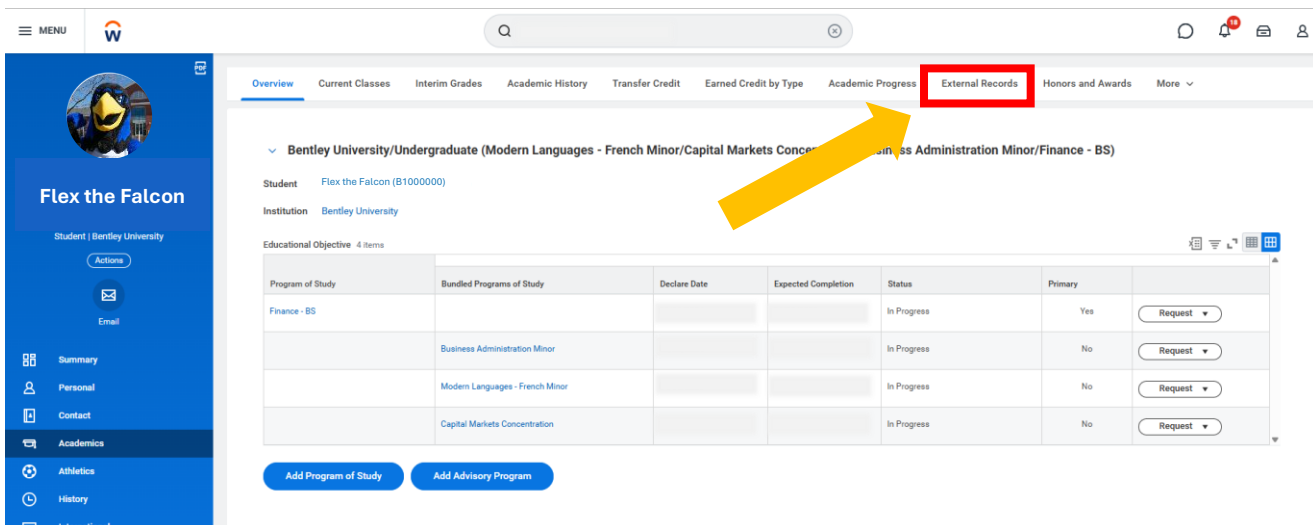 MENU
18
PDF
Overview Current Classes Interim Grades Academic History Transfer Credit Earned Credit by Type Academic Progress External Records Honors and Awards More
Bentley University/Undergraduate (Modern Languages - French Minor/Capital Markets Administration Minor/Finance - BS)
Student Flex the Falcon (B1000000)
Institution Bentley University
Flex the Falcon
Student | Bentley University
Actions
Email
Summary
Personal
Contact
Academics
Athletics
History
Educational Objective 4 items
Program of Study Bundled Programs of Study Declare Date Expected Completion Status Primary
Finance - BS In Progress Yes Request
Business Administration Minor In Progress No Request
Modern Languages - French Minor In Progress No Request
Capital Markets Concentration In Progress No Request
Add Program of Study Add Advisory Program